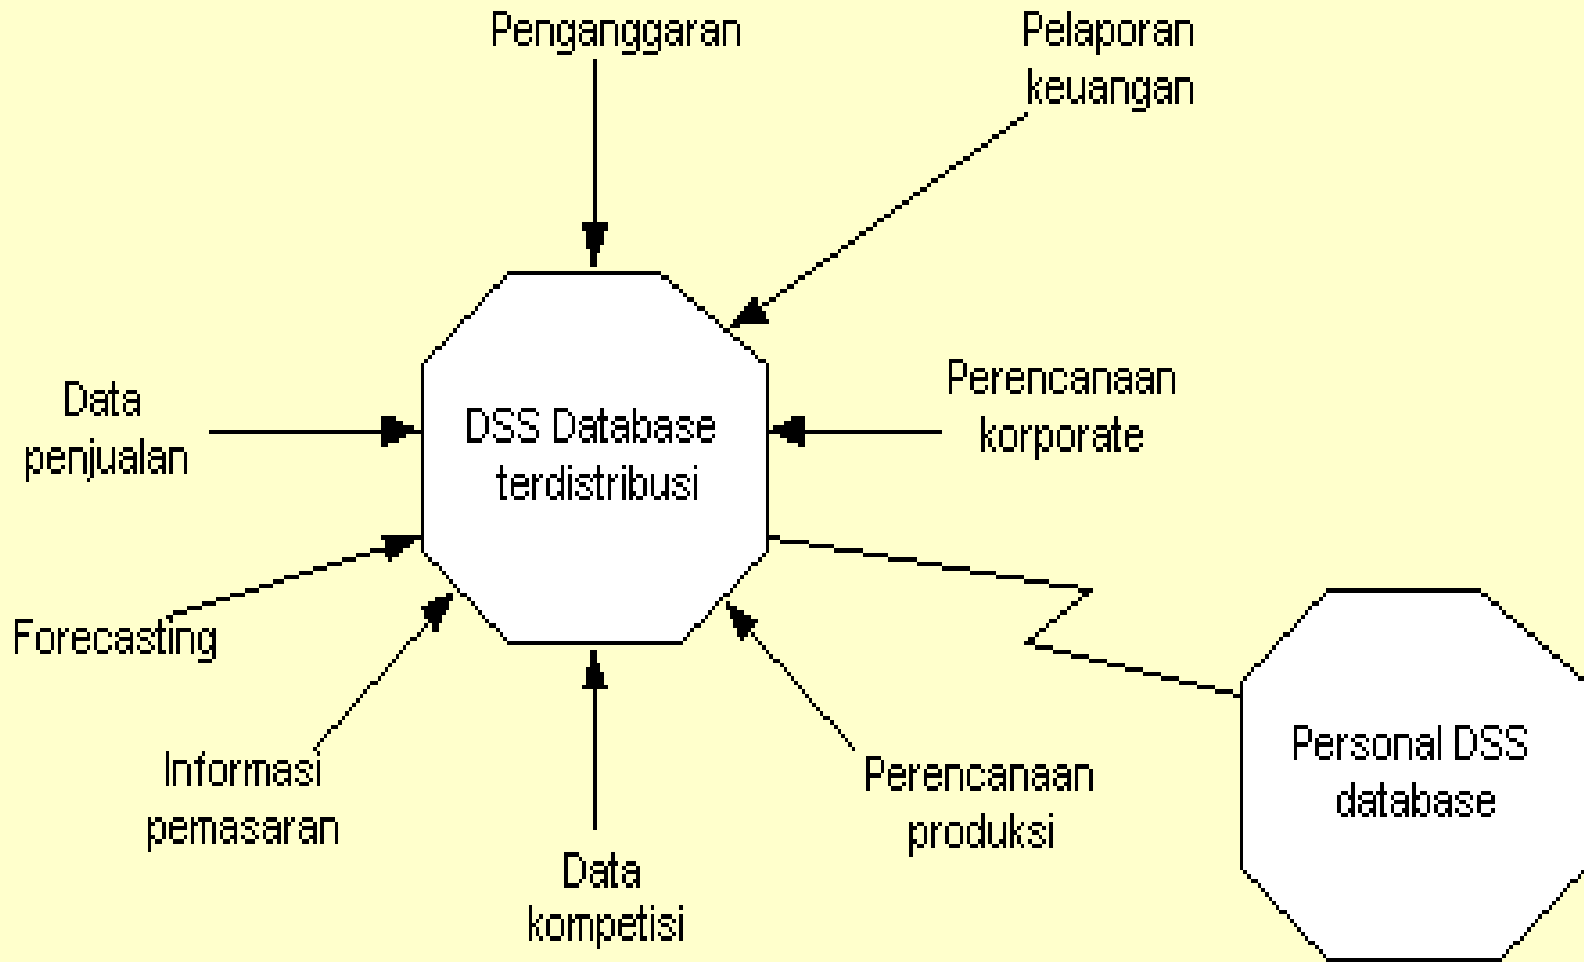 Penganggaran
Pelaporan
keuangan
Data
penjualan
DSS Database
terdistribusi
Perencanaan
korporate
Forecasting
Informasi
pemasaran
Data
kompetisi
Perencanaan
produksi
Personal DSS
database